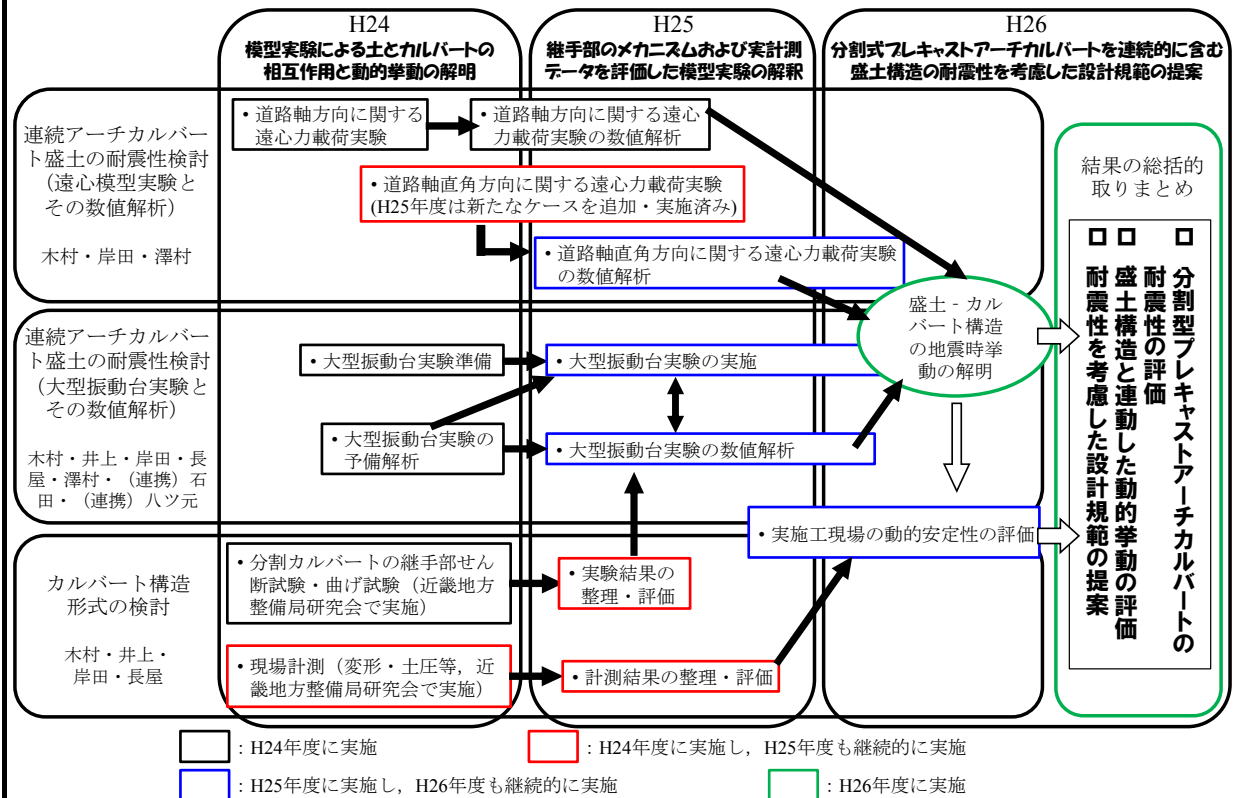 H24
模型実験による土とカルバートの
相互作用と動的挙動の解明
H25
継手部のメカニズムおよび実計測
データを評価した模型実験の解釈
H26
分割式プレキャストアーチカルバートを連続的に含む
盛土構造の耐震性を考慮した設計規範の提案
連続アーチカルバー
ト盛土の耐震性検討
（遠心模型実験と
その数値解析）
木村・岸田・澤村
・道路軸方向に関する
遠心力載荷実験
・道路軸方向に関する遠心
力載荷実験の数値解析
・道路軸直角方向に関する遠心力載荷実験
(H25年度は新たなケースを追加・実施済み)
・道路軸直角方向に関する遠心力載荷実験
の数値解析
連続アーチカルバー
ト盛土の耐震性検討
（大型振動台実験と
その数値解析）
木村・井上・岸田・長
屋・澤村・（連携）石
田・（連携）八ツ元
・大型振動台実験準備
・大型振動台実験の実施
・大型振動台実験の
予備解析
・大型振動台実験の数値解析
盛土‐カル
バート構造
の地震時挙
動の解明
・実施工現場の動的安定性の評価
カルバート構造
形式の検討
木村・井上・
岸田・長屋
・分割カルバートの継手部せん
断試験・曲げ試験（近畿地方
整備局研究会で実施）
・実験結果の
整理・評価
・現場計測（変形・土圧等，近
畿地方整備局研究会で実施）
・計測結果の整理・評価
結果の総括的
取りまとめ
□ 分割型プレキャストアーチカルバートの
耐震性の評価
□ 盛土構造と連動した動的挙動の評価
□ 耐震性を考慮した設計規範の提案
：H24年度に実施
：H24年度に実施し，H25年度も継続的に実施
：H25年度に実施し，H26年度も継続的に実施
：H26年度に実施